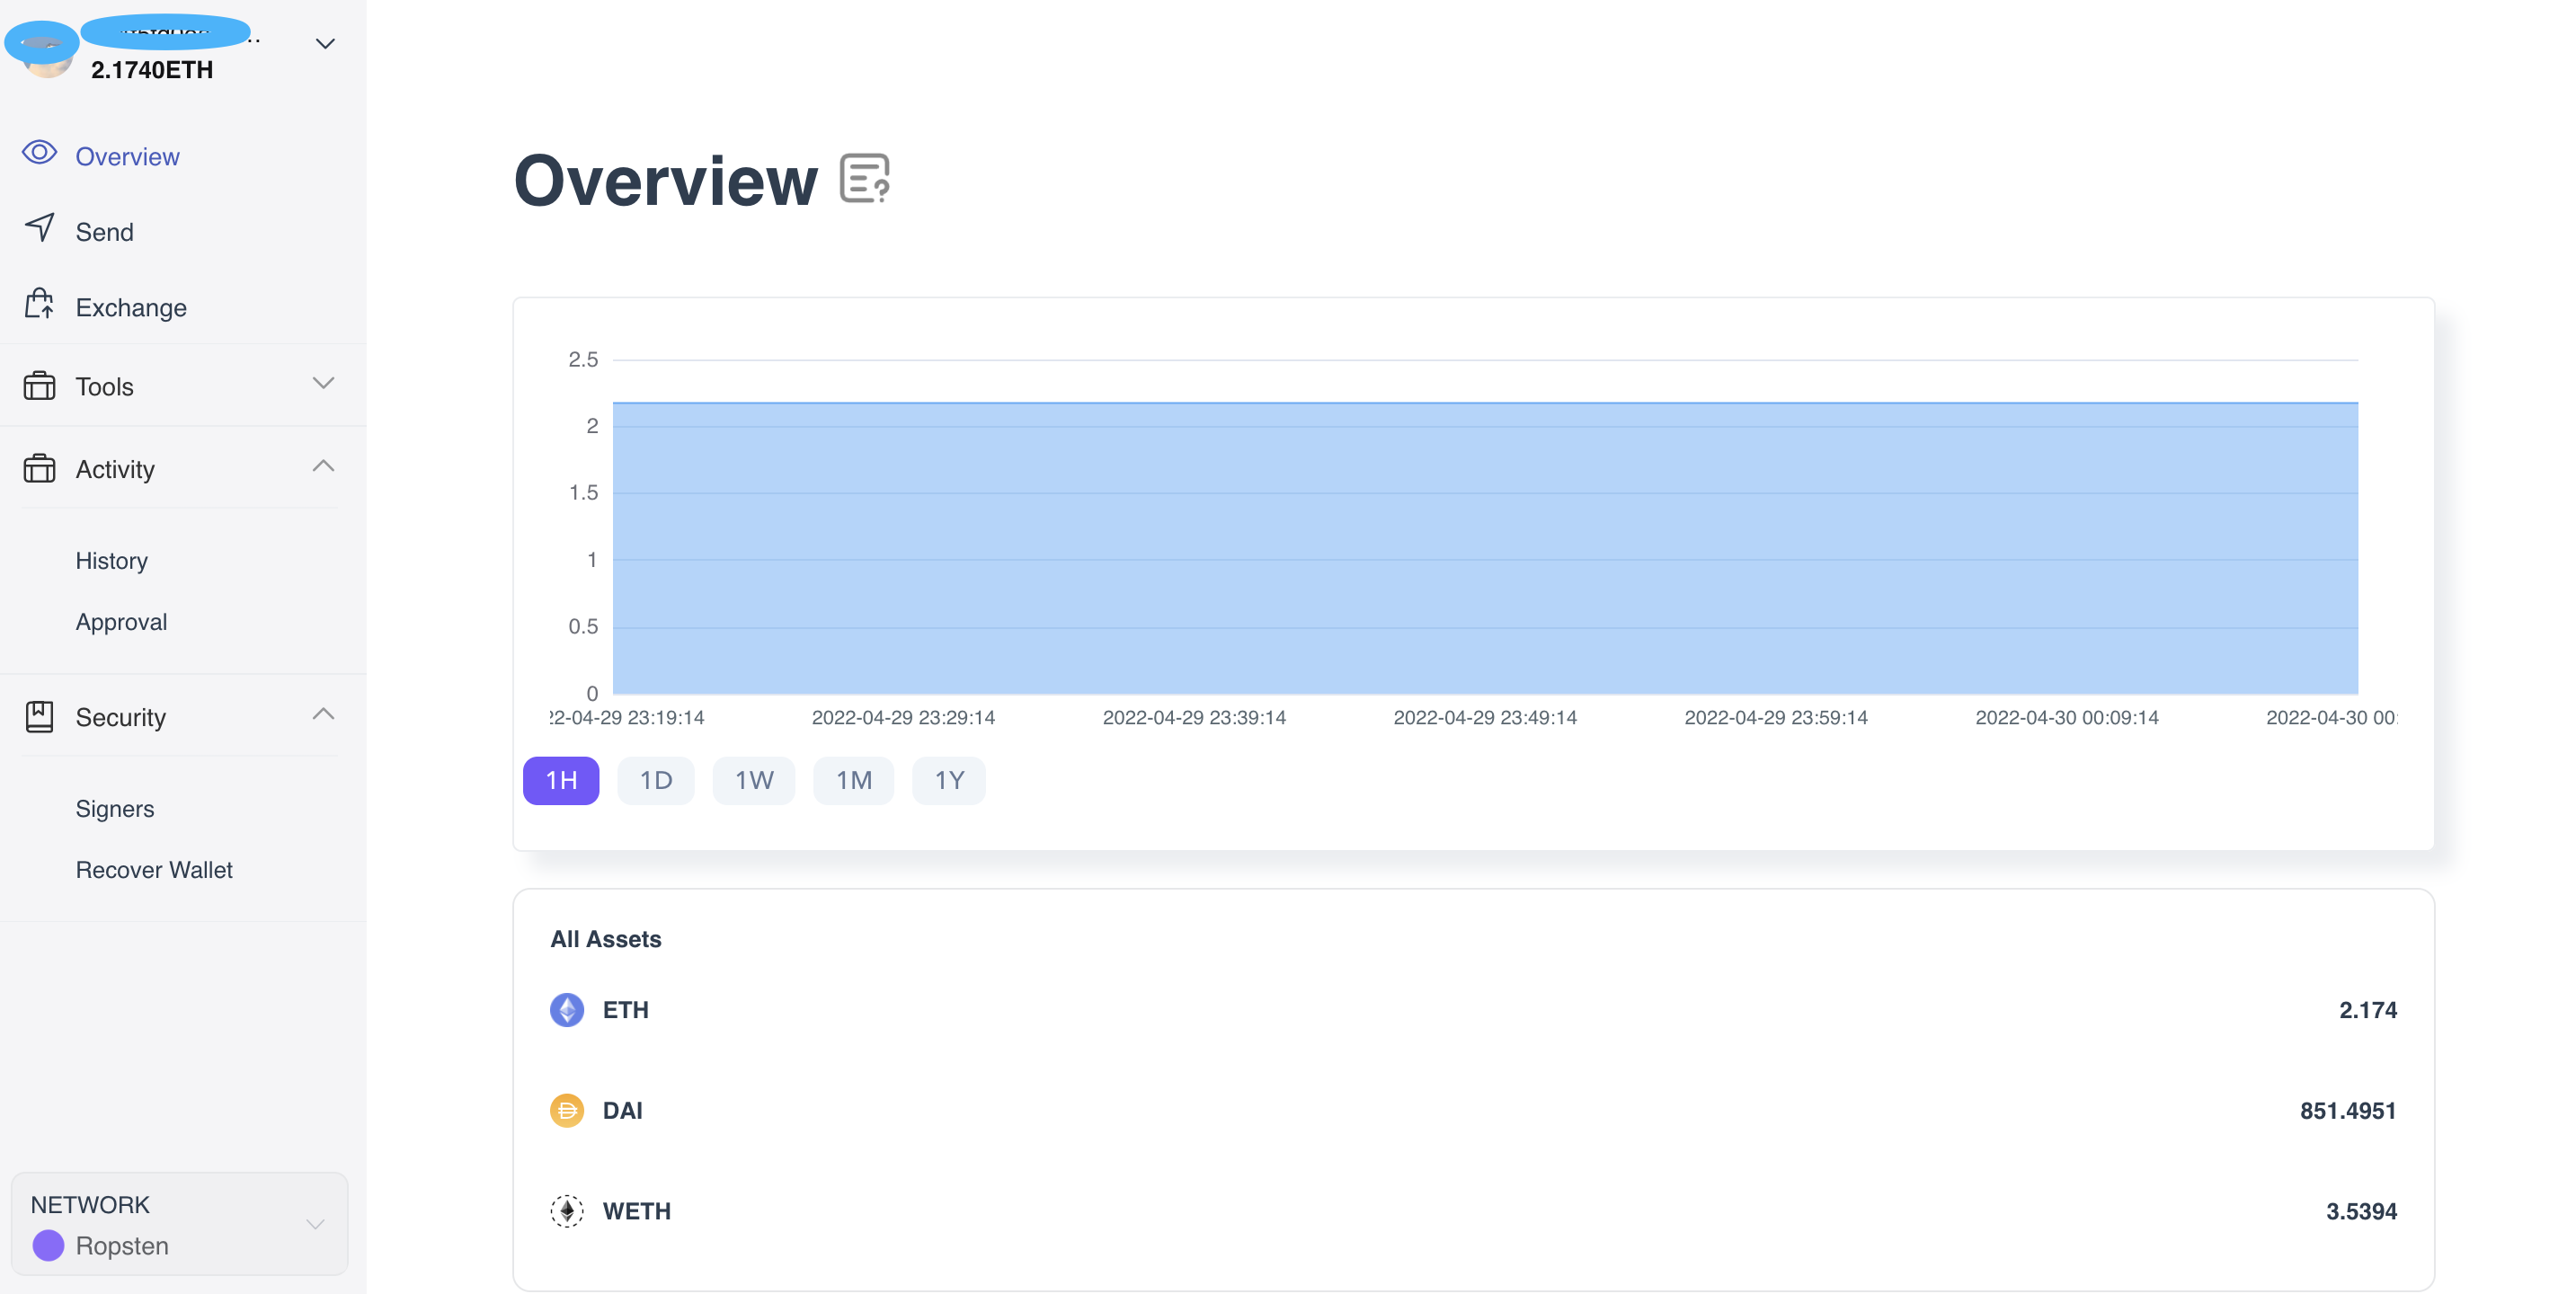 2.1740ETH
Overview
Send
Exchange
Tools
Activity
History
Approval
Security
Signers
Recover Wallet
NETWORK
Ropsten
Overview
2.5
2
1.5
1
0.5
0
22-04-29 23:19:14 2022-04-29 23:29:14 2022-04-29 23:39:14 2022-04-29 23:49:14 2022-04-29 23:59:14 2022-04-30 00:09:14 2022-04-30 00:
1H 1D 1W 1M 1Y
All Assets
ETH 2.174
DAI 851.4951
WETH 3.5394